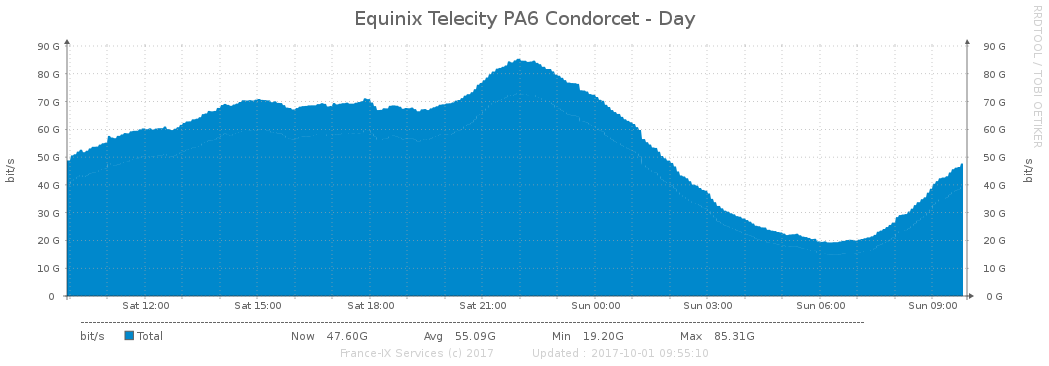 Equinix Telecity PA6 Condorcet - Day
RRDTOOL / TOBI OETIKER
90 G 90 G
80 G 80 G
70 G 70 G
60 G 60 G
50 G 50 G
40 G 40 G
30 G 30 G
20 G 20 G
10 G 10 G
0 0 G
bit/s
bit/s
Sat 12:00 Sat 15:00 Sat 18:00 Sat 21:00 Sun 00:00 Sun 03:00 Sun 06:00 Sun 09:00
bit/s Total Now 47.60G Avg 55.09G Min 19.20G Max 85.31G
France-IX Services (c) 2017 Updated : 2017-10-01 09:55:10